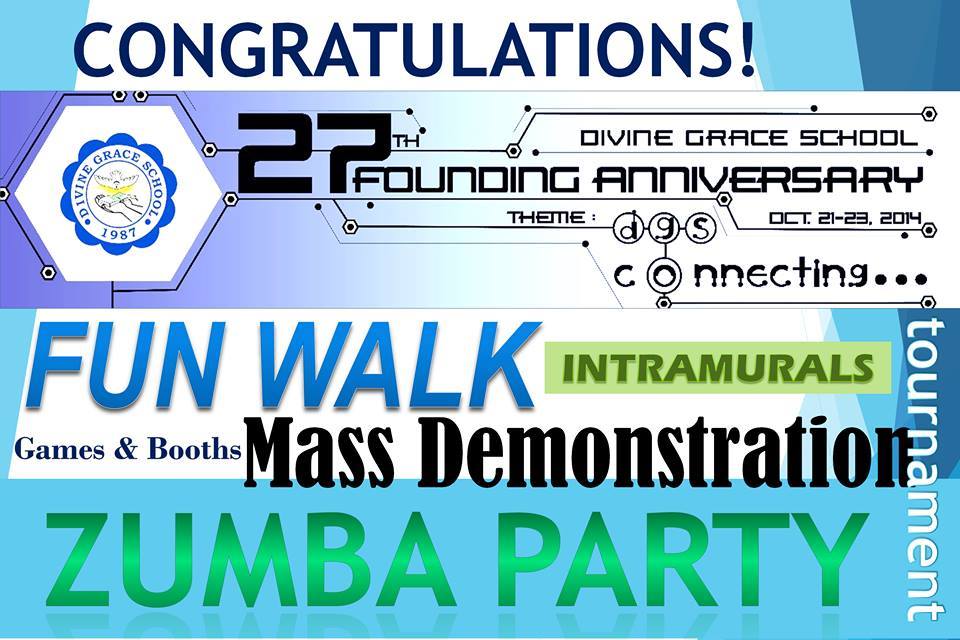 CONGRATULATIONS!
DIVINE GRACE SCHOOL
1987
27TH
DIVINE GRACE SCHOOL
FOUNDING ANNIVERSARY
THEME :
dgs
OCT. 21-23, 2014
connecting...
FUN WALK
INTRAMURALS
Games & Booths
Mass Demonstration
tournament
ZUMBA PARTY